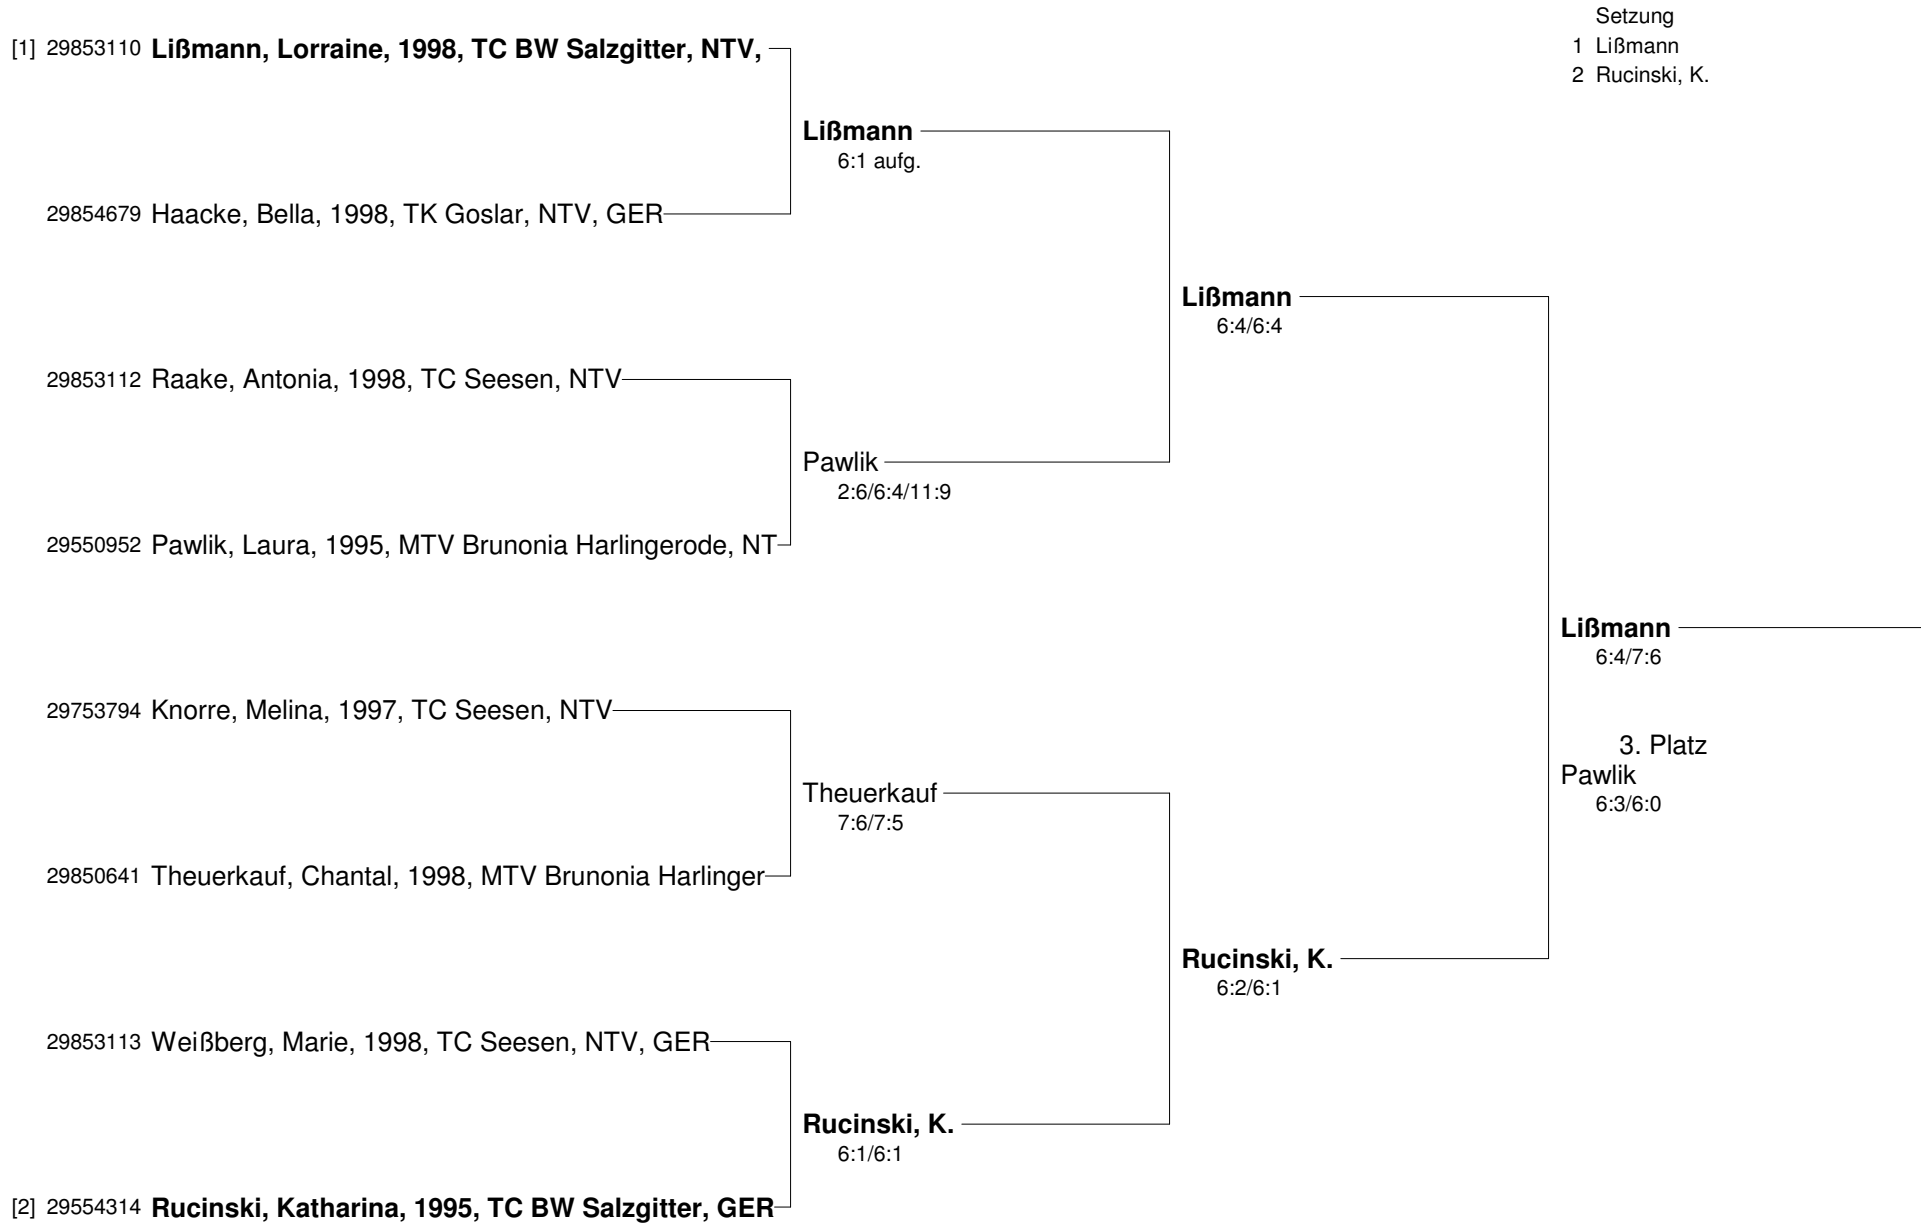 Setzung
1 Lißmann
2 Rucinski, K.
[1] 29853110 Lißmann, Lorraine, 1998, TC BW Salzgitter, NTV,
Lißmann
6:1 aufg.
29854679 Haacke, Bella, 1998, TK Goslar, NTV, GER
Lißmann
6:4/6:4
29853112 Raake, Antonia, 1998, TC Seesen, NTV
Pawlik
2:6/6:4/11:9
29550952 Pawlik, Laura, 1995, MTV Brunonia Harlingerode, NT
Lißmann
6:4/7:6
29753794 Knorre, Melina, 1997, TC Seesen, NTV
3. Platz
Pawlik
6:3/6:0
Theuerkauf
7:6/7:5
29850641 Theuerkauf, Chantal, 1998, MTV Brunonia Harlinger
Rucinski, K.
6:2/6:1
29853113 Weißberg, Marie, 1998, TC Seesen, NTV, GER
Rucinski, K.
6:1/6:1
[2] 29554314 Rucinski, Katharina, 1995, TC BW Salzgitter, GER